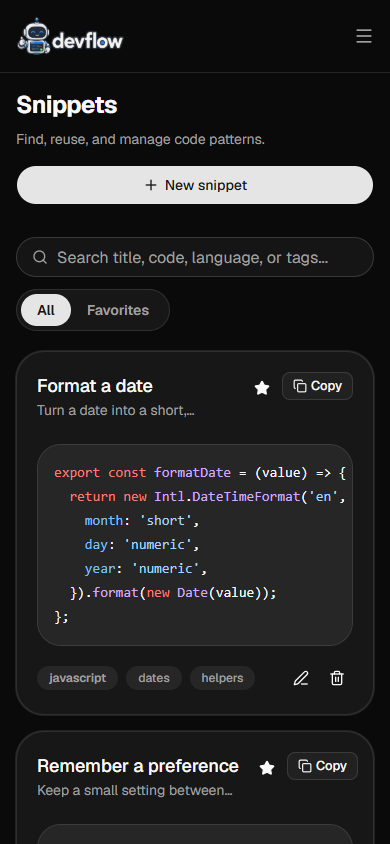 devflow
Snippets
Find, reuse, and manage code patterns.
New snippet
Search title, code, language, or tags...
All
Favorites
Format a date
Copy
Turn a date into a short,...
export const formatDate = (value) => {
  return new Intl.DateTimeFormat('en',
    month: 'short',
    day: 'numeric',
    year: 'numeric',
  }).format(new Date(value));
};
javascript
dates
helpers
Remember a preference
Copy
Keep a small setting between...